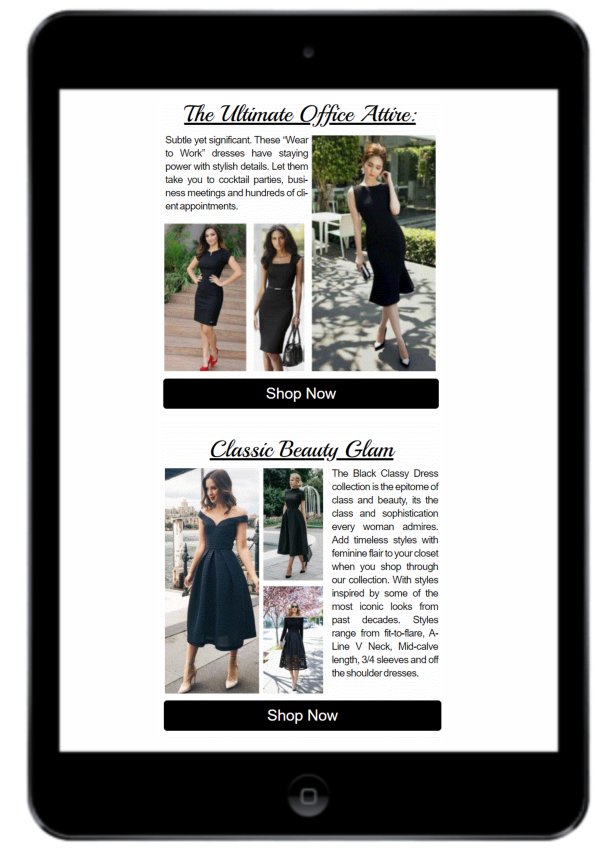 The Ultimate Office Attire:
Subtle yet significant. These “Wear
to Work” dresses have staying
power with stylish details. Let them
take you to cocktail parties, busi-
ness meetings and hundreds of cli-
ent appointments.
Shop Now
Classic Beauty Glam
The Black Classy Dress
collection is the epitome of
class and beauty, its the
class and sophistication
every woman admires.
Add timeless styles with
feminine flair to your closet
when you shop through
our collection. With styles
inspired by some of the
most iconic looks from
past decades. Styles
range from fit-to-flare, A-
Line V Neck, Mid-calve
length, 3/4 sleeves and off
the shoulder dresses.
Shop Now